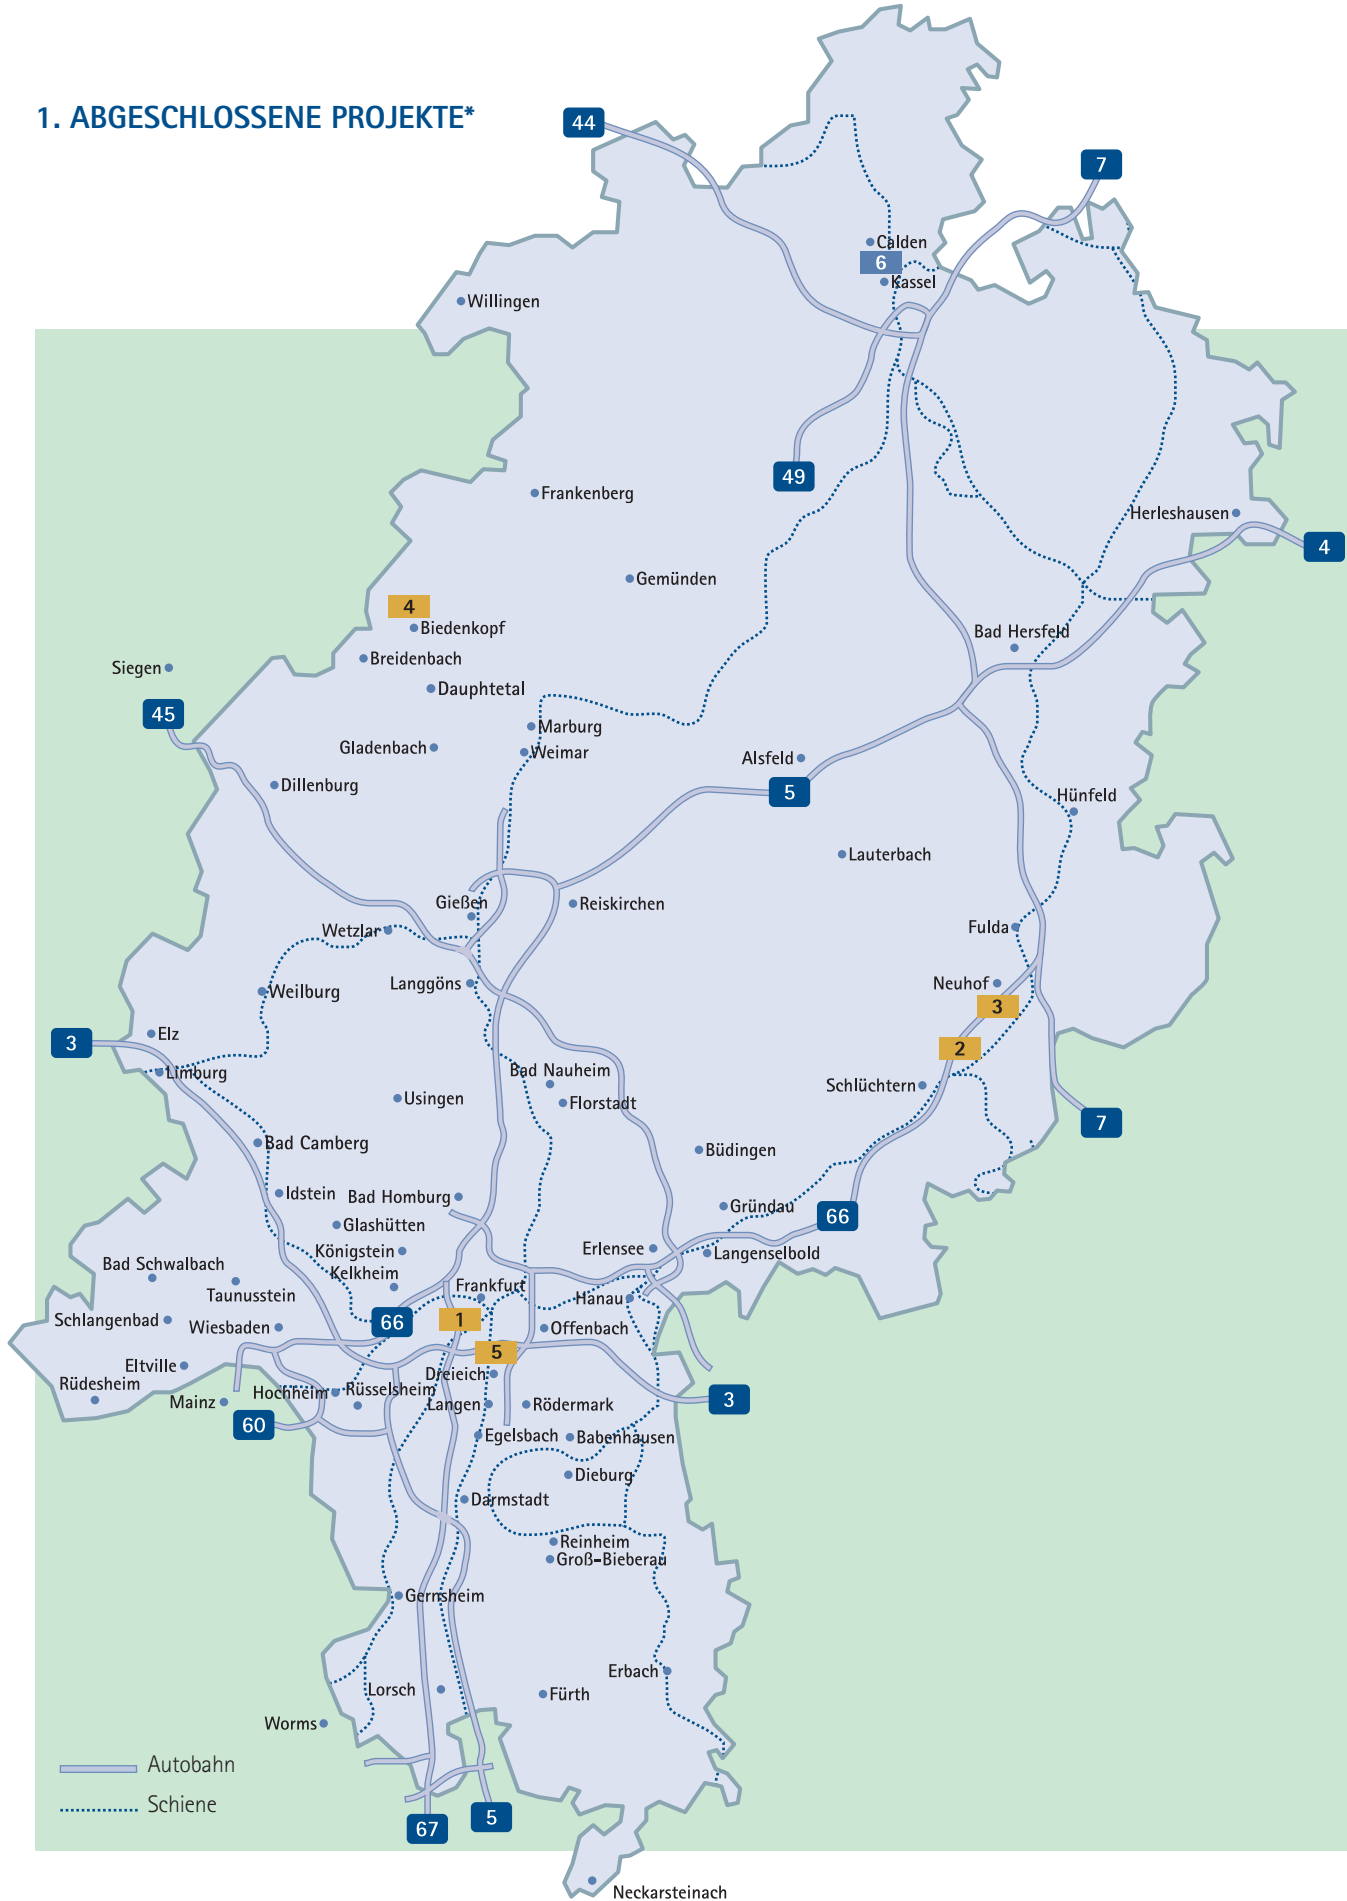 1. ABGESCHLOSSENE PROJEKTE*
44
7
Calden
6
Kassel
Willingen
49
Frankenberg
Herleshausen
4
Gemünden
4
Biedenkopf
Bad Hersfeld
Breidenbach
Siegen
Dauphtetal
45
Marburg
Gladenbach
Weimar
Alsfeld
Dillenburg
5
Hünfeld
Lauterbach
Gießen
Reiskirchen
Wetzlar
Fulda
Langgöns
Neuhof
Weilburg
3
Elz
3
2
Limburg
Bad Nauheim
Schlüchtern
Usingen
Florstadt
7
Bad Camberg
Büdingen
Idstein
Bad Homburg
Gründau
66
Glashütten
Königstein
Erlensee
Langenselbold
Bad Schwalbach
Kelkheim
Taunusstein
Frankfurt
Hanau
Schlangenbad
Wiesbaden
66
1
Offenbach
5
Eltville
Dreieich
Rüdesheim
Hochheim
Rüsselsheim
Mainz
Langen
Rödermark
3
60
Egelsbach
Babenhausen
Dieburg
Darmstadt
Reinheim
Groß-Bieberau
Gernsheim
Erbach
Lorsch
Fürth
Worms
Autobahn
Schiene
67
5
Neckarsteinach